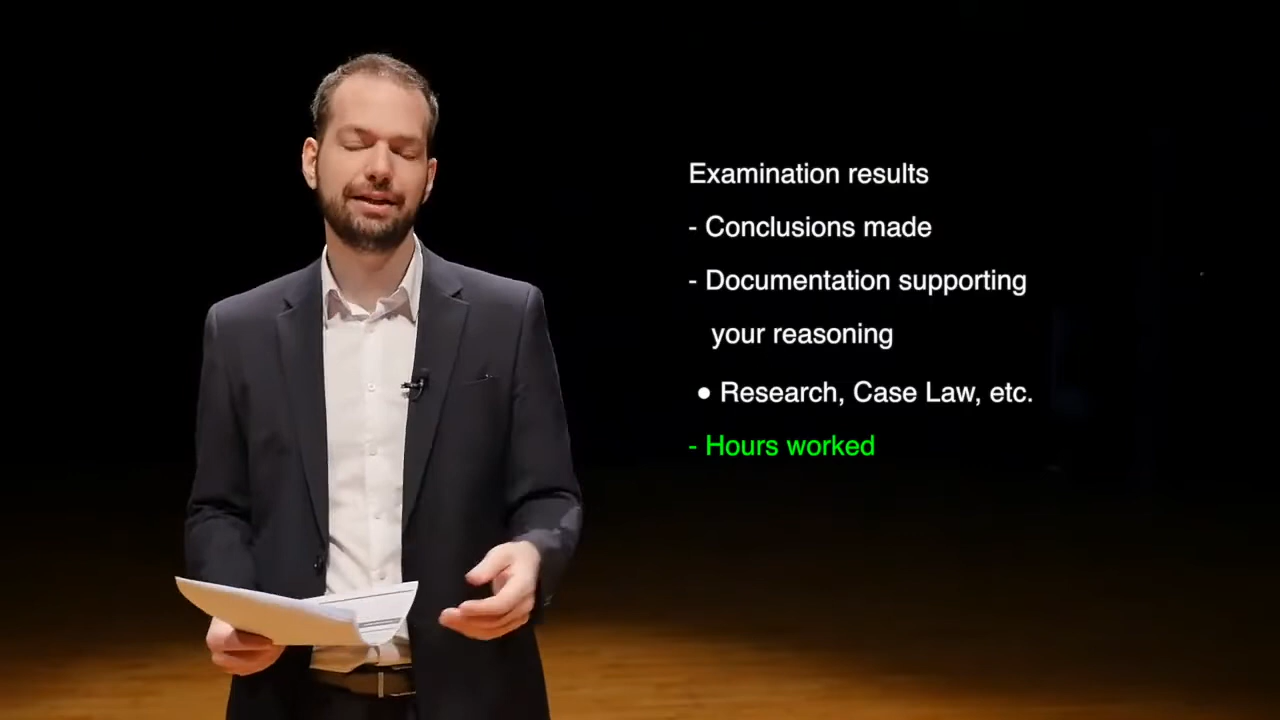 Examination results
- Conclusions made
- Documentation supporting
your reasoning
● Research, Case Law, etc.
- Hours worked